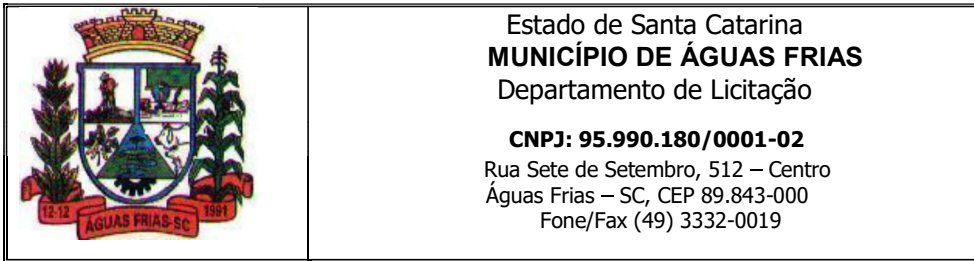 12-12
ÁGUAS FRIAS-SC
1991
Estado de Santa Catarina
MUNICÍPIO DE ÁGUAS FRIAS
Departamento de Licitação
CNPJ: 95.990.180/0001-02
Rua Sete de Setembro, 512 – Centro
Águas Frias – SC, CEP 89.843-000
Fone/Fax (49) 3332-0019